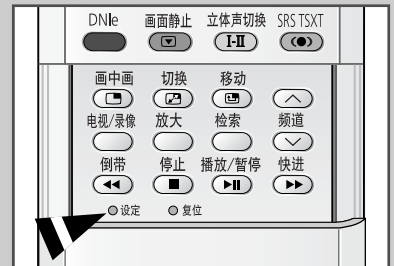 DNIe 画面静止 立体声切换 SRS TSXT
I-II
画中画 切换 移动
电视/录像 放大 检索 频道
倒带 停止 播放/暂停 快进
设定 复位